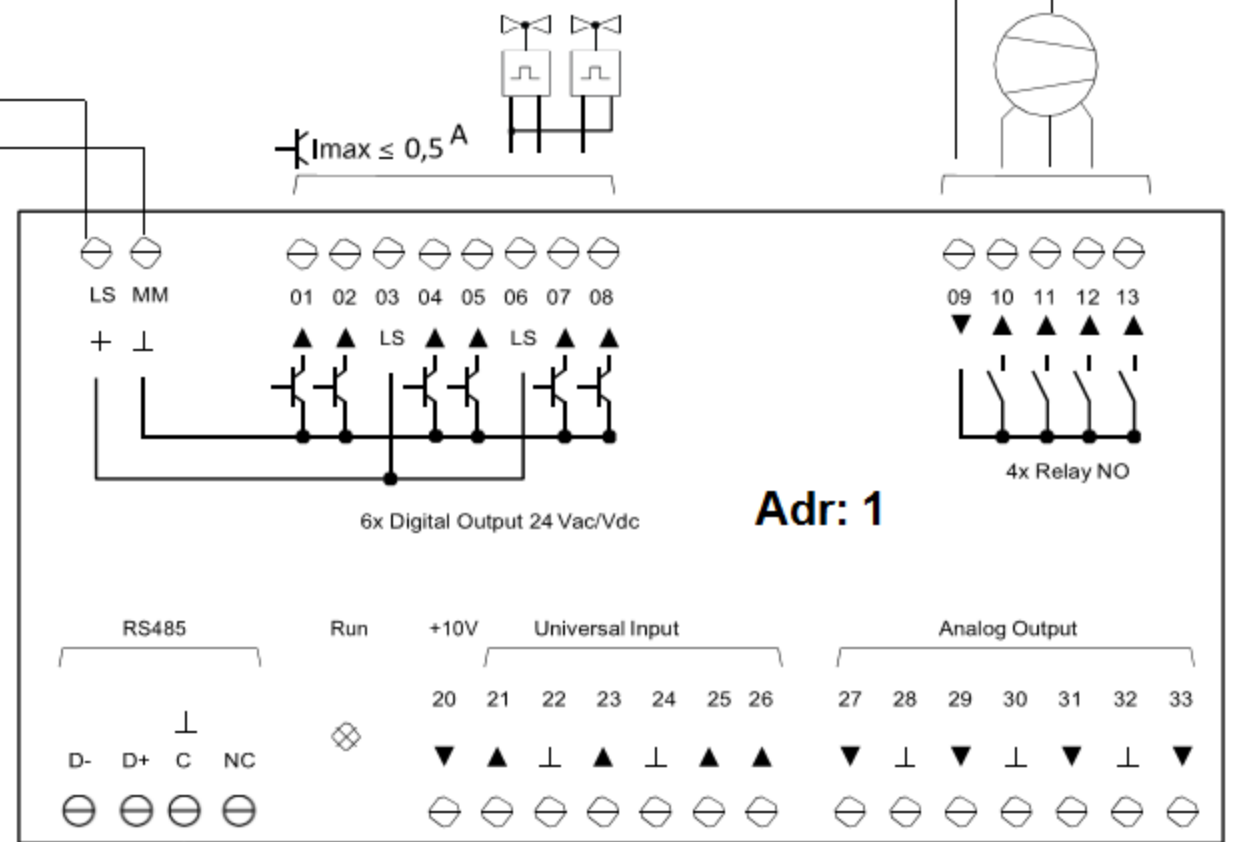 Imax ≤ 0,5 A
LS MM 01 02 03 04 05 06 07 08 09 10 11 12 13
+ ⊥ ▲ ▲ LS ▲ ▲ LS ▲ ▲ ▼ ▲ ▲ ▲ ▲
4x Relay NO
6x Digital Output 24 Vac/Vdc
Adr: 1
RS485 Run +10V Universal Input Analog Output
20 21 22 23 24 25 26 27 28 29 30 31 32 33
⊥
D- D+ C NC ▼ ▲ ⊥ ▲ ⊥ ▲ ▲ ▼ ⊥ ▼ ⊥ ▼ ⊥ ▼